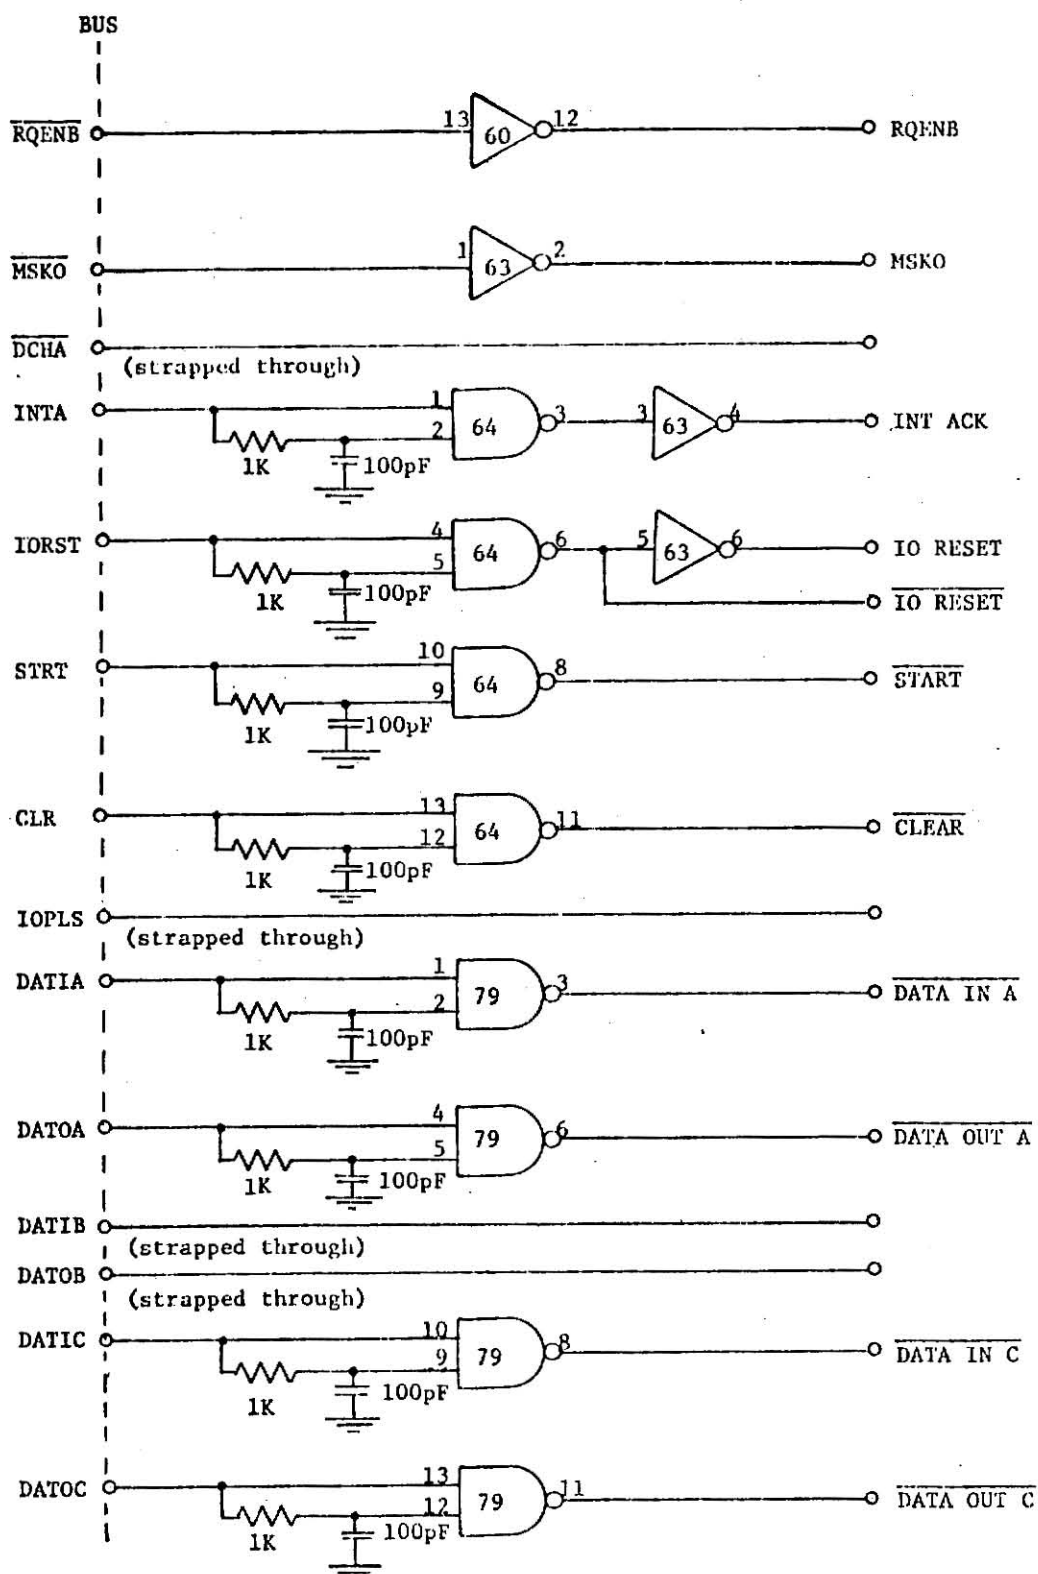 BUS
RQENB 13 60 12 RQENB
MSKO 1 63 2 MSKO
DCHA
(strapped through)
INTA 1 2 64 3 3 63 4 INT ACK
1K 100pF
IORST 4 5 64 6 5 63 6 IO RESET
1K 100pF IO RESET
STRT 10 9 64 8 START
1K 100pF
CLR 13 12 64 11 CLEAR
1K 100pF
IOPLS
(strapped through)
DATIA 1 2 79 3 DATA IN A
1K 100pF
DATOA 4 5 79 6 DATA OUT A
1K 100pF
DATIB
(strapped through)
DATOB
(strapped through)
DATIC 10 9 79 8 DATA IN C
1K 100pF
DATOC 13 12 79 11 DATA OUT C
1K 100pF